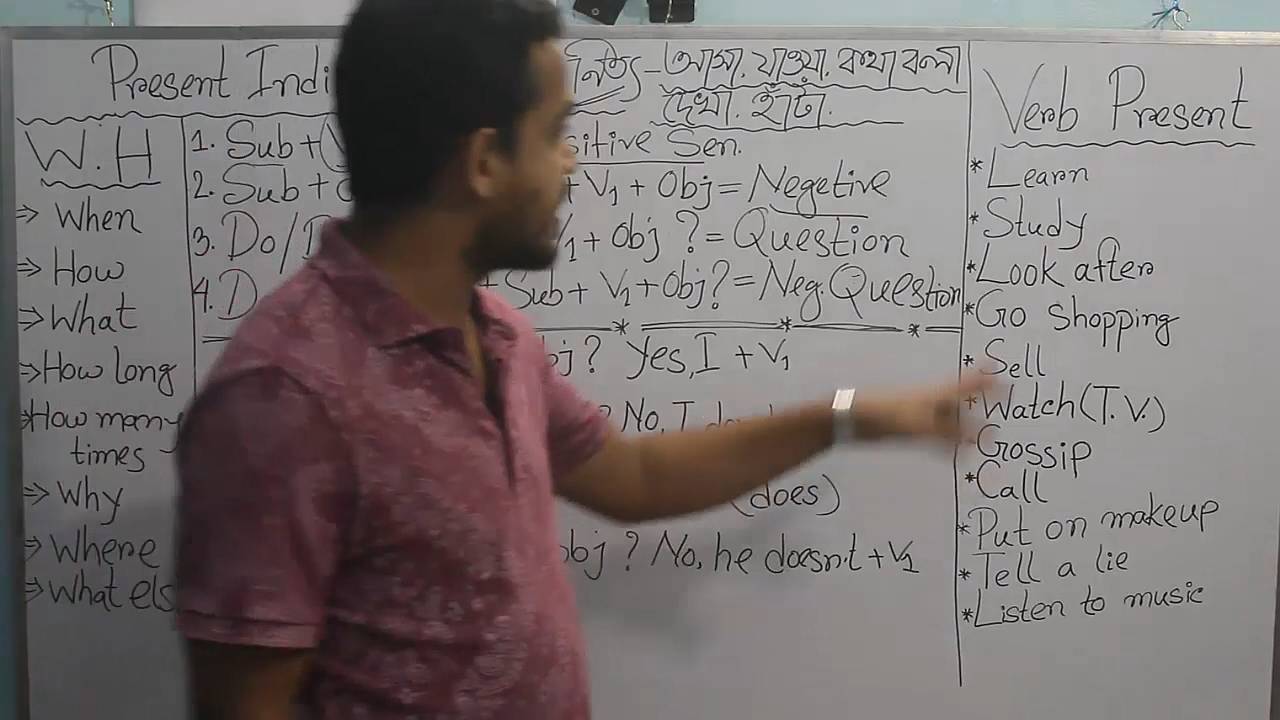 Present Indi
নিত্য - আসা. যাওয়া. কথা বলা
দেখা. হাঁটা.
W.H
⇒ When
⇒ How
⇒ What
⇒ How long
How many
times
⇒ Why
⇒ Where
⇒ What els
1. Sub + ( sitive Sen.
2. Sub + + V1 + Obj = Negetive
3. Do / + Obj ? = Question
4. D + Sub + V1 + Obj? = Neg. Question
bj? Yes, I + V1
? No, I
(does)
obj ? No, he doesn't + V1
Verb Present
* Learn
* Study
* Look after
* Go shopping
* Sell
* Watch (T.V.)
Gossip
* Call
* Put on makeup
* Tell a lie
* Listen to music